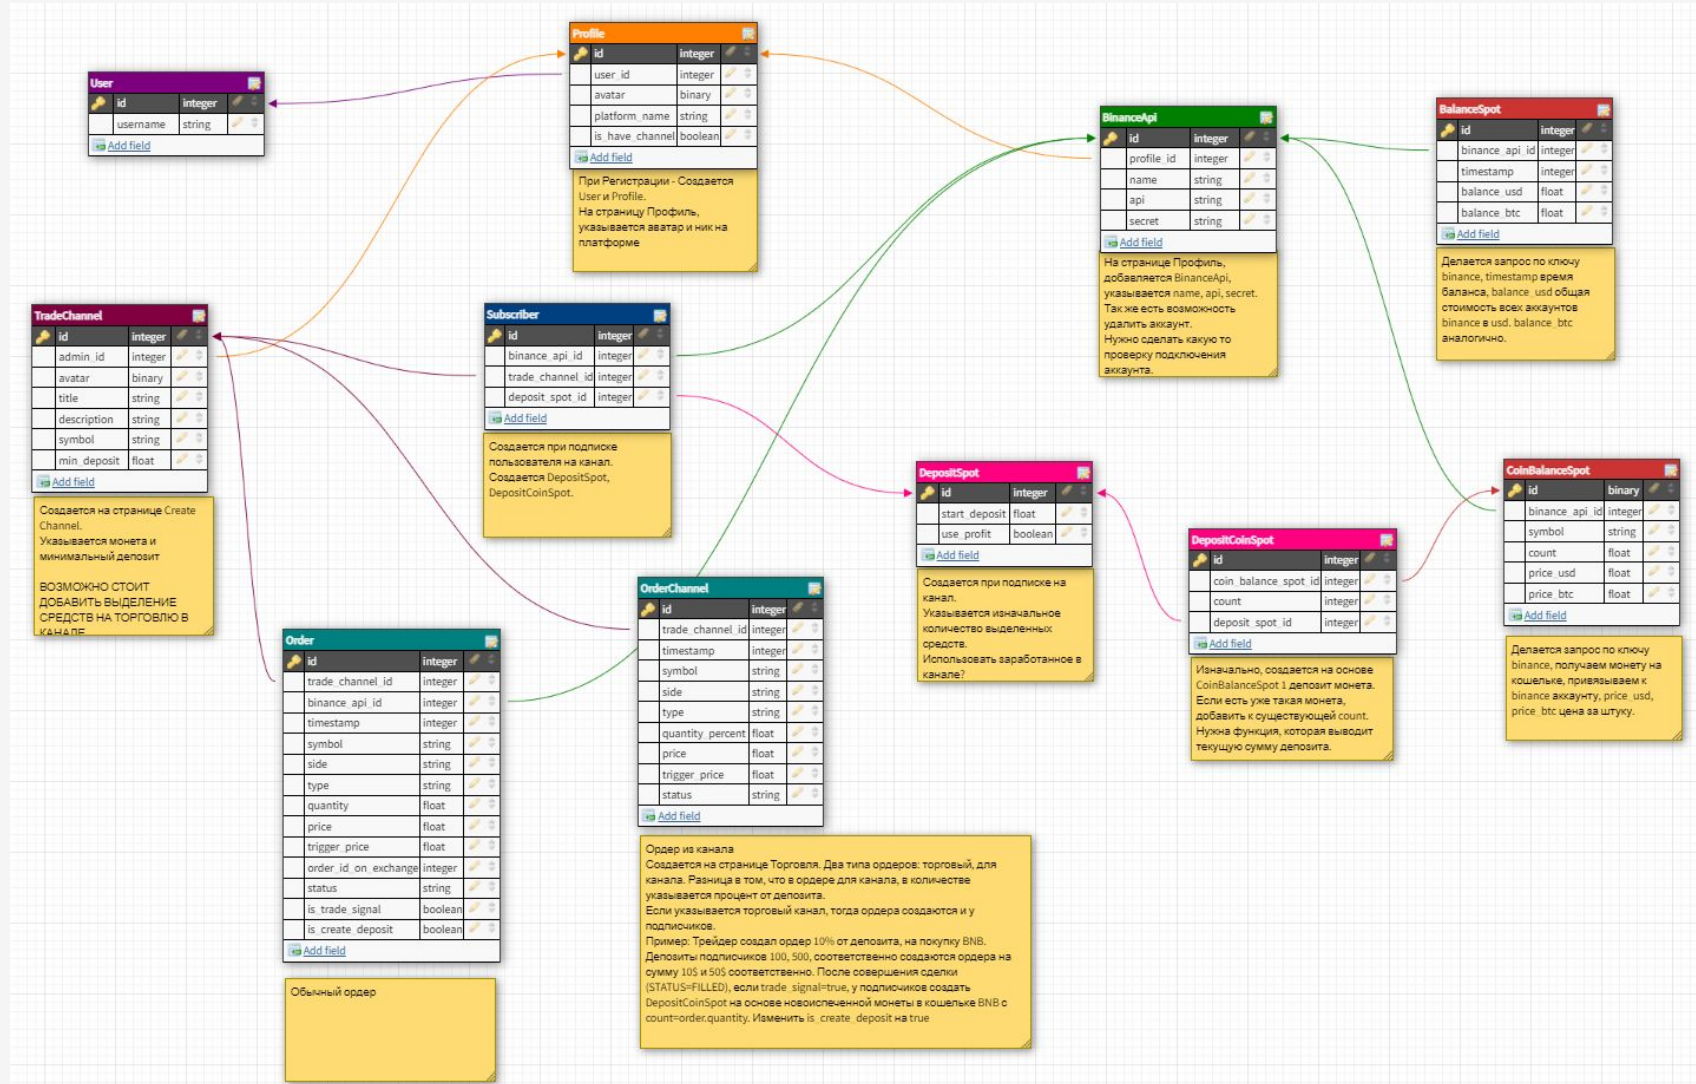 User
id integer
username string
Add field
Profile
id integer
user_id integer
avatar binary
platform_name string
is_have_channel boolean
Add field
При Регистрации - Создается
User и Profile.
На страницу Профиль,
указывается аватар и ник на
платформе
BinanceApi
id integer
profile_id integer
name string
api string
secret string
Add field
На странице Профиль,
добавляется BinanceApi,
указывается name, api, secret.
Так же есть возможность
удалить аккаунт.
Нужно сделать какую то
проверку подключения
аккаунта.
BalanceSpot
id integer
binance_api_id integer
timestamp integer
balance_usd float
balance_btc float
Add field
Делается запрос по ключу
binance, timestamp время
баланса, balance_usd общая
стоимость всех аккаунтов
binance в usd. balance_btc
аналогично.
TradeChannel
id integer
admin_id integer
avatar binary
title string
description string
symbol string
min_deposit float
Add field
Создается на странице Create
Channel.
Указывается монета и
минимальный депозит
ВОЗМОЖНО СТОИТ
ДОБАВИТЬ ВЫДЕЛЕНИЕ
СРЕДСТВ НА ТОРГОВЛЮ В
КАНАЛЕ
Subscriber
id integer
binance_api_id integer
trade_channel_id integer
deposit_spot_id integer
Add field
Создается при подписке
пользователя на канал.
Создается DepositSpot,
DepositCoinSpot.
DepositSpot
id integer
start_deposit float
use_profit boolean
Add field
Создается при подписке на
канал.
Указывается изначальное
количество выделенных
средств.
Использовать заработанное в
канале?
DepositCoinSpot
id integer
coin_balance_spot_id integer
count integer
deposit_spot_id integer
Add field
Изначально, создается на основе
CoinBalanceSpot 1 депозит монета.
Если есть уже такая монета,
добавить к существующей count.
Нужна функция, которая выводит
текущую сумму депозита.
CoinBalanceSpot
id binary
binance_api_id integer
symbol string
count float
price_usd float
price_btc float
Add field
Делается запрос по ключу
binance, получаем монету на
кошельке, привязываем к
binance аккаунту, price_usd,
price_btc цена за штуку.
Order
id integer
trade_channel_id integer
binance_api_id integer
timestamp integer
symbol string
side string
type string
quantity float
price float
trigger_price float
order_id_on_exchange integer
status string
is_trade_signal boolean
is_create_deposit boolean
Add field
Обычный ордер
OrderChannel
id integer
trade_channel_id integer
timestamp integer
symbol string
side string
type string
quantity_percent float
price float
trigger_price float
status string
Add field
Ордер из канала
Создается на странице Торговля. Два типа ордеров: торговый, для
канала. Разница в том, что в ордере для канала, в количестве
указывается процент от депозита.
Если указывается торговый канал, тогда ордера создаются и у
подписчиков.
Пример: Трейдер создал ордер 10% от депозита, на покупку BNB.
Депозиты подписчиков 100, 500, соответственно создаются ордера на
сумму 10$ и 50$ соответственно. После совершения сделки
(STATUS=FILLED), если trade_signal=true, у подписчиков создать
DepositCoinSpot на основе новоиспеченной монеты в кошельке BNB с
count=order.quantity. Изменить is_create_deposit на true